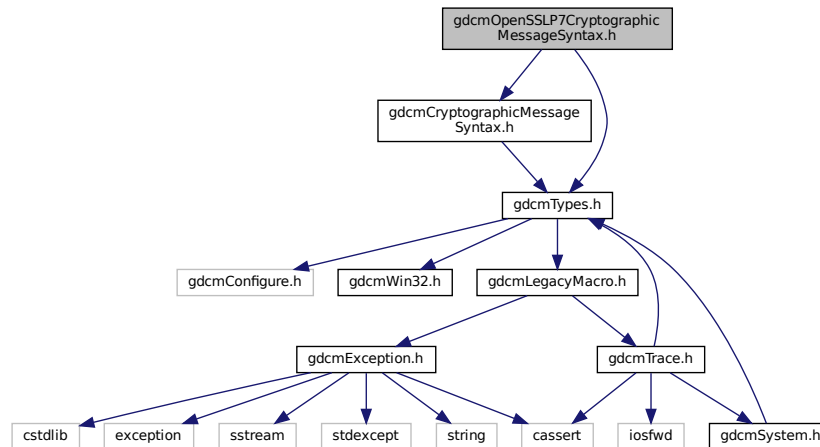 gdcmOpenSSLP7Cryptographic
MessageSyntax.h
gdcmCryptographicMessage
Syntax.h
gdcmTypes.h
gdcmConfigure.h
gdcmWin32.h
gdcmLegacyMacro.h
gdcmException.h
gdcmTrace.h
cstdlib
exception
sstream
stdexcept
string
cassert
iosfwd
gdcmSystem.h